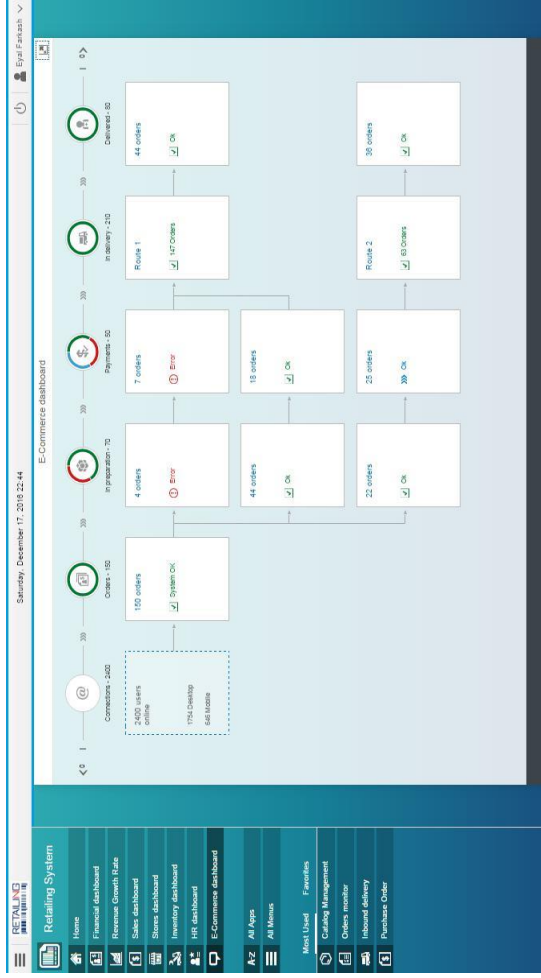 RETAILING
Saturday, December 17, 2016 22:44
Eyal Farkash
Retailing System
Home
Financial dashboard
Revenue Growth Rate
Sales dashboard
Stores dashboard
Inventory dashboard
HR dashboard
E-Commerce dashboard
A-Z All Apps
All Menus
Most Used Favorites
Catalog Management
Orders monitor
Inbound delivery
Purchase Order
E-Commerce dashboard
Connections - 2400
Orders - 150
In preparation - 70
Payments - 50
In delivery - 210
Delivered - 80
2400 users
online
1754 Desktop
646 Mobile
150 orders
System OK
4 orders
Error
7 orders
Error
Route 1
147 Orders
44 orders
Ok
44 orders
Ok
18 orders
Ok
22 orders
Ok
25 orders
Ok
Route 2
63 Orders
36 orders
Ok